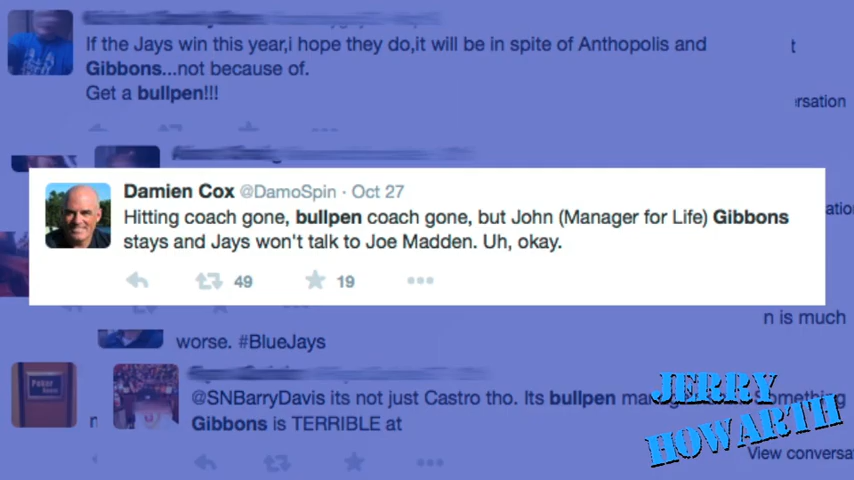 If the Jays win this year,i hope they do,it will be in spite of Anthopolis and
Gibbons...not because of.
Get a bullpen!!!
t
rsation
Damien Cox @DamoSpin · Oct 27
Hitting coach gone, bullpen coach gone, but John (Manager for Life) Gibbons
stays and Jays won't talk to Joe Madden. Uh, okay.
49 19
n is much
worse. #BlueJays
@SNBarryDavis its not just Castro tho. Its bullpen
Gibbons is TERRIBLE at
JERRY
HOWARTH
View conversa